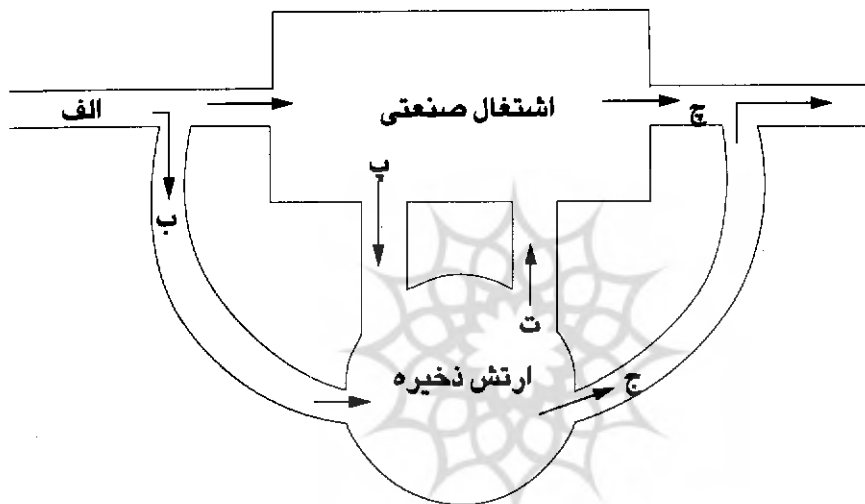 اشتغال صنعتی
الف
چ
پ
ب
ت
ارتش ذخیره
ج